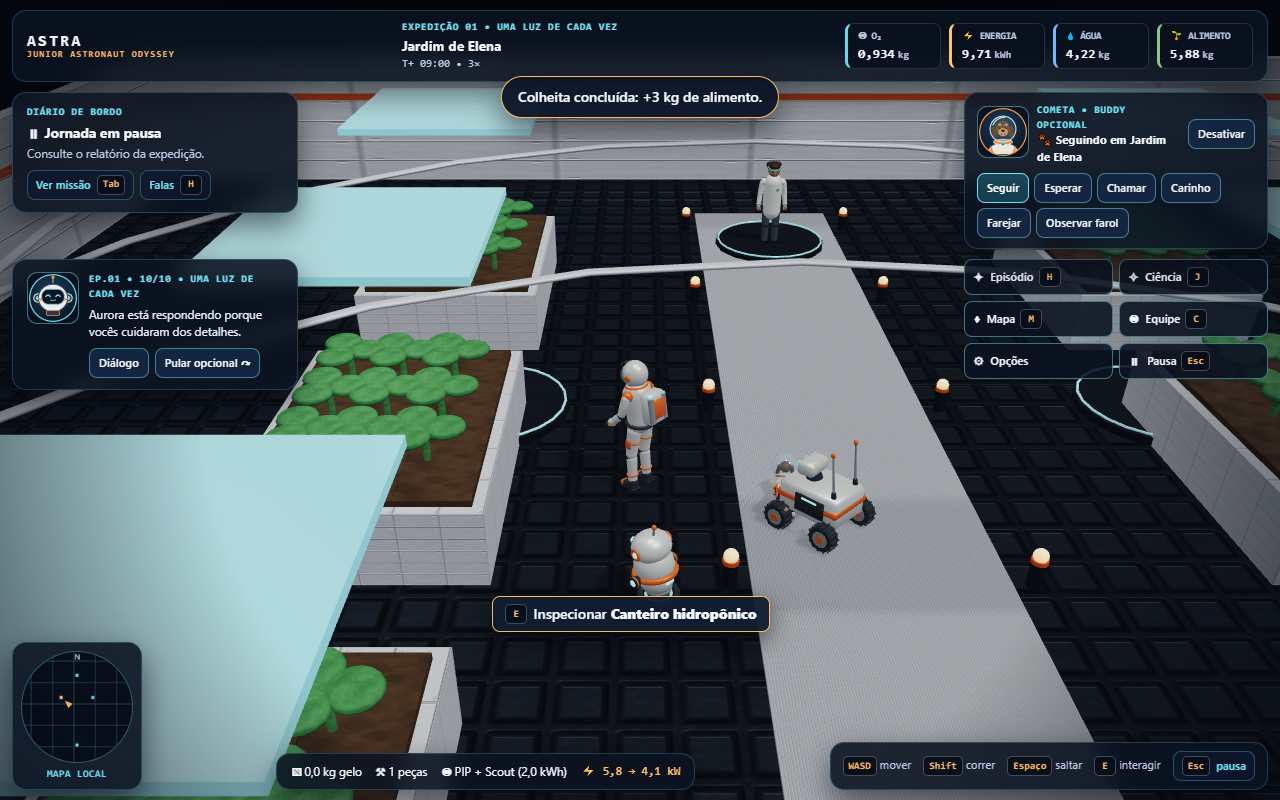 ASTRA
JUNIOR ASTRONAUT ODYSSEY
EXPEDIÇÃO 01 • UMA LUZ DE CADA VEZ
Jardim de Elena
T+ 09:00 • 3×
O₂
0,934 kg
ENERGIA
9,71 kWh
ÁGUA
4,22 kg
ALIMENTO
5,88 kg
Colheita concluída: +3 kg de alimento.
DIÁRIO DE BORDO
Jornada em pausa
Consulte o relatório da expedição.
Ver missão Tab
Falas H
EP.01 • 10/10 • UMA LUZ DE
CADA VEZ
Aurora está respondendo porque
vocês cuidaram dos detalhes.
Diálogo
Pular opcional
COMETA • BUDDY
OPCIONAL
Seguindo em Jardim
de Elena
Desativar
Seguir
Esperar
Chamar
Carinho
Farejar
Observar farol
Episódio H
Ciência J
Mapa M
Equipe C
Opções
Pausa Esc
E Inspecionar Canteiro hidropônico
N
MAPA LOCAL
0,0 kg gelo 1 peças PIP + Scout (2,0 kWh) 5,8 → 4,1 kW
WASD mover Shift correr Espaço saltar E interagir Esc pausa